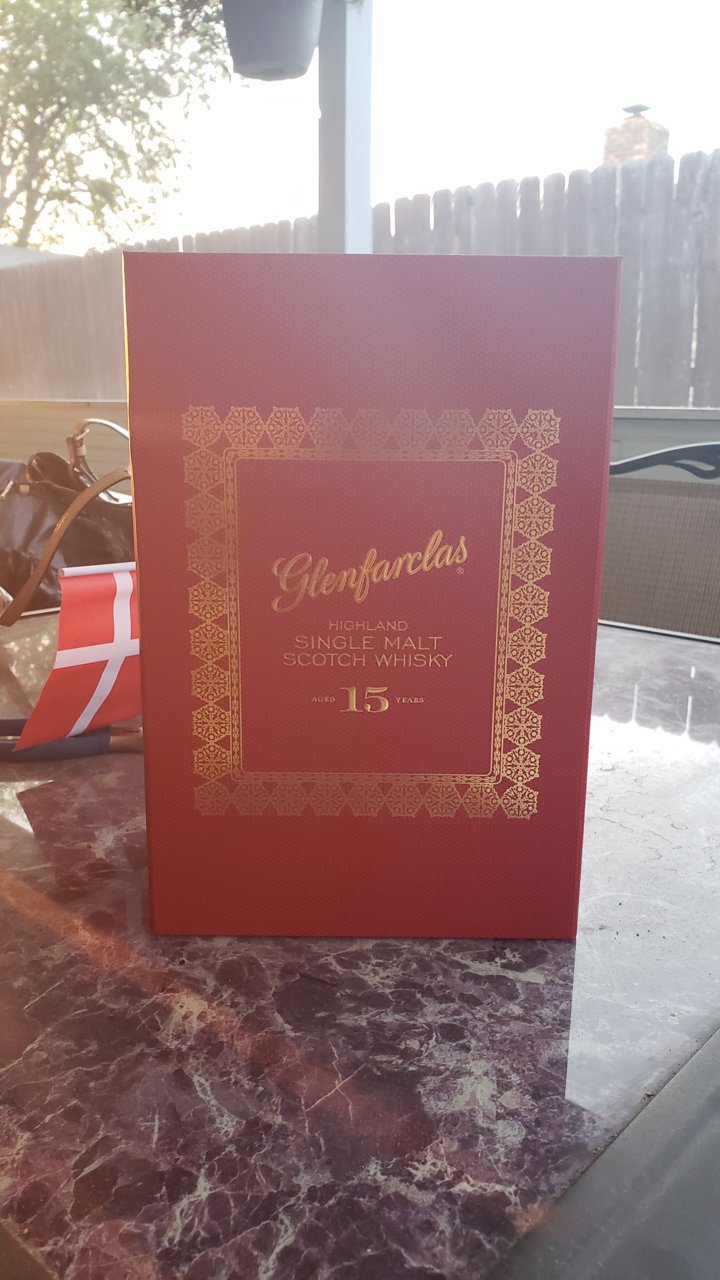 Glenfarclas®
HIGHLAND
SINGLE MALT
SCOTCH WHISKY
AGED 15 YEARS